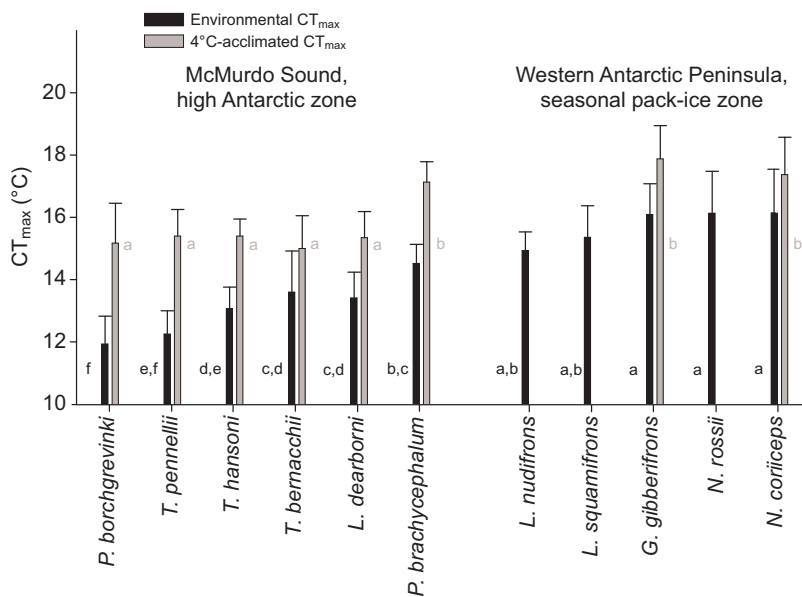 Environmental CTmax
4°C-acclimated CTmax
McMurdo Sound,
high Antarctic zone
Western Antarctic Peninsula,
seasonal pack-ice zone
CTmax (°C)
20
18
16
14
12
10
a a a a a b b b
f e,f d,e c,d c,d b,c a,b a,b a a a
P. borchgrevinki
T. pennellii
T. hansoni
T. bernacchii
L. dearborni
P. brachycephalum
L. nudifrons
L. squamifrons
G. gibberifrons
N. rossii
N. coriiceps